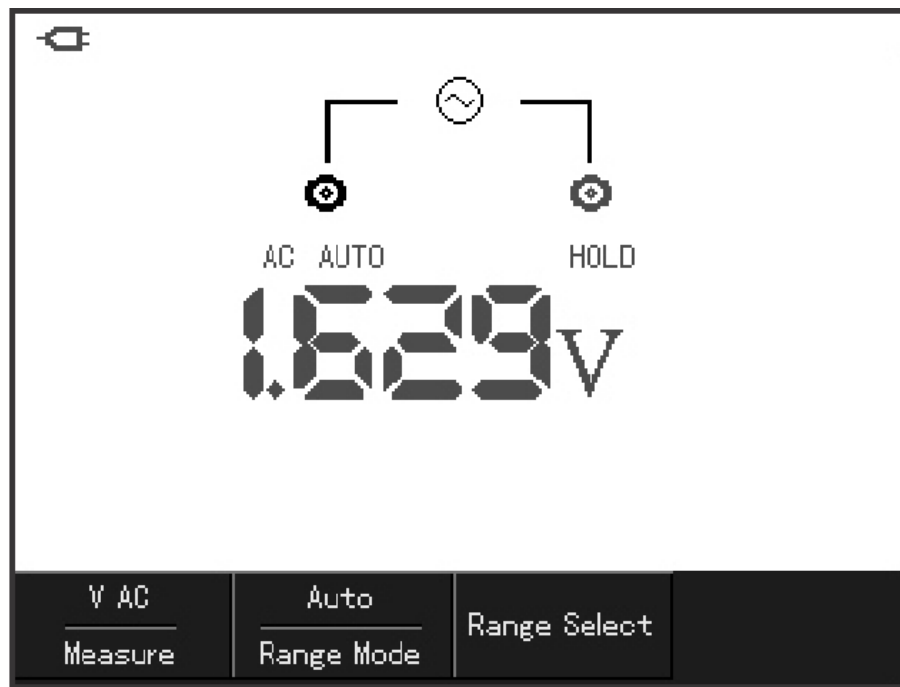 AC AUTO HOLD
1.629V
V AC Auto
Range Select
Measure Range Mode